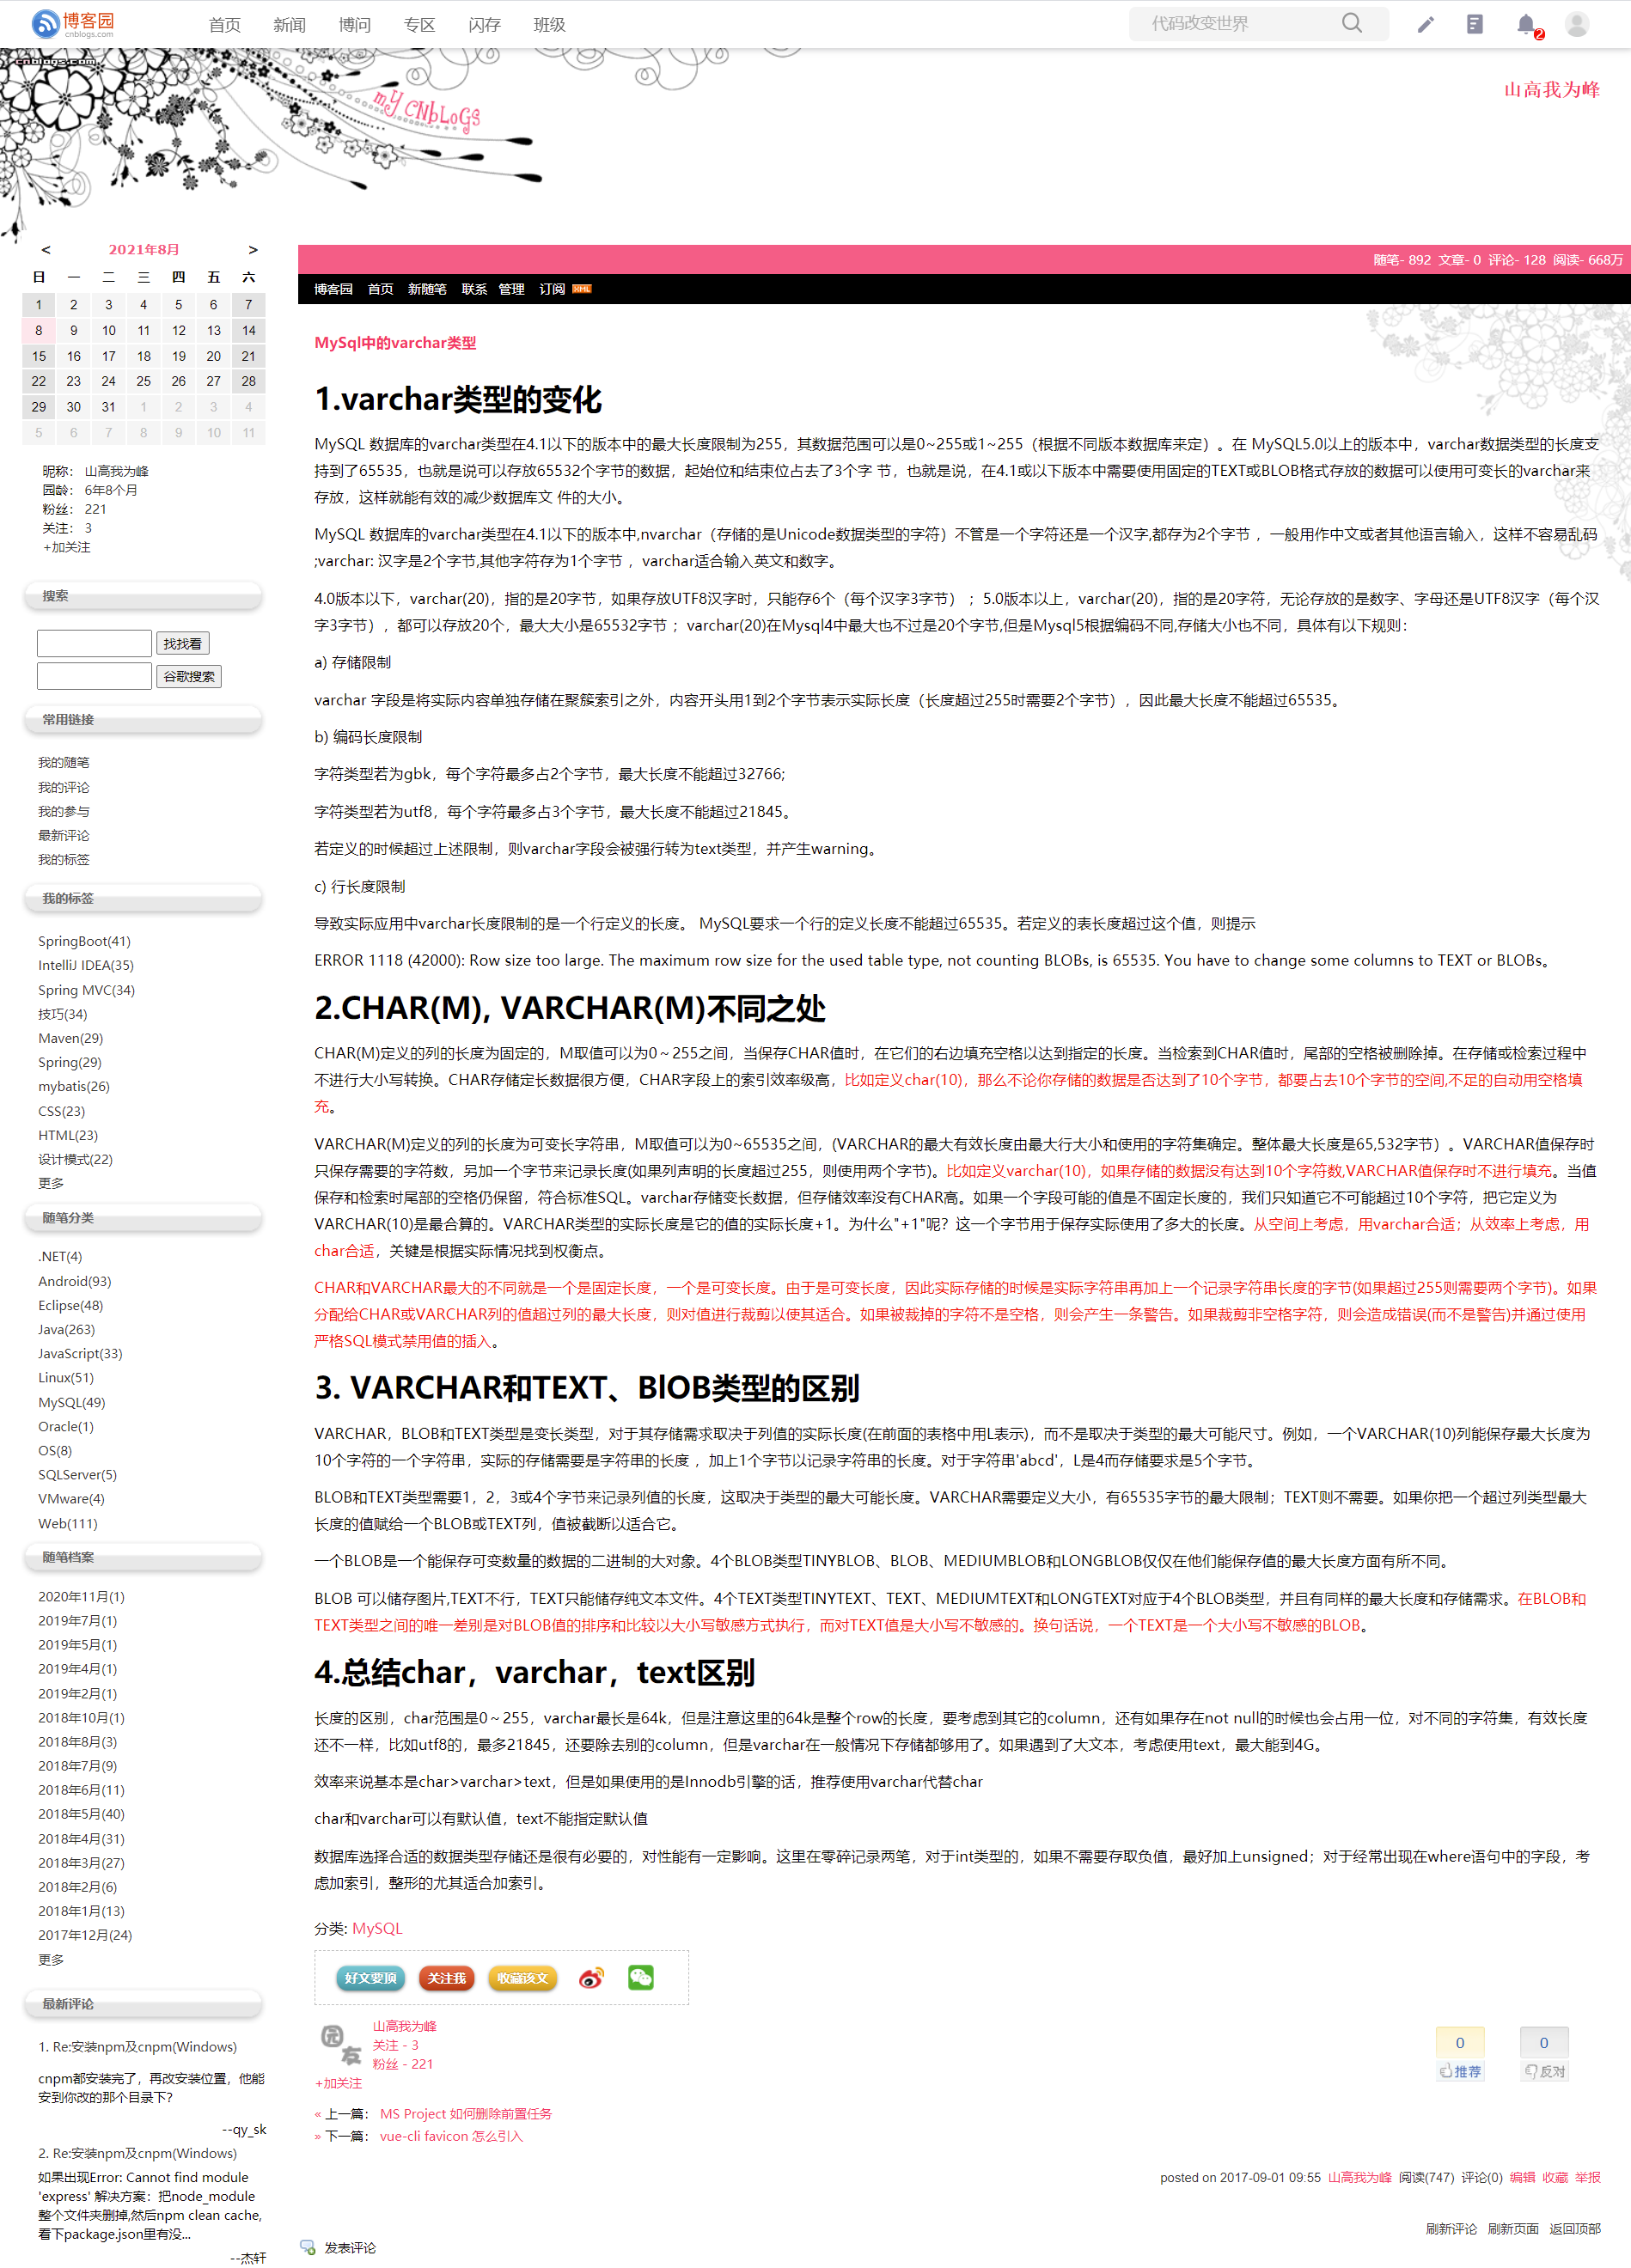 博客园
cnblogs.com
首页 新闻 博问 专区 闪存 班级
代码改变世界
2
cnblogs.com
mY CNbLoGS
山高我为峰
< 2021年8月 >
日 一 二 三 四 五 六
1 2 3 4 5 6 7
8 9 10 11 12 13 14
15 16 17 18 19 20 21
22 23 24 25 26 27 28
29 30 31 1 2 3 4
5 6 7 8 9 10 11
昵称： 山高我为峰
园龄： 6年8个月
粉丝： 221
关注： 3
+加关注
搜索
找找看
谷歌搜索
常用链接
我的随笔
我的评论
我的参与
最新评论
我的标签
我的标签
SpringBoot(41)
IntelliJ IDEA(35)
Spring MVC(34)
技巧(34)
Maven(29)
Spring(29)
mybatis(26)
CSS(23)
HTML(23)
设计模式(22)
更多
随笔分类
.NET(4)
Android(93)
Eclipse(48)
Java(263)
JavaScript(33)
Linux(51)
MySQL(49)
Oracle(1)
OS(8)
SQLServer(5)
VMware(4)
Web(111)
随笔档案
2020年11月(1)
2019年7月(1)
2019年5月(1)
2019年4月(1)
2019年2月(1)
2018年10月(1)
2018年8月(3)
2018年7月(9)
2018年6月(11)
2018年5月(40)
2018年4月(31)
2018年3月(27)
2018年2月(6)
2018年1月(13)
2017年12月(24)
更多
最新评论
1. Re:安装npm及cnpm(Windows)
cnpm都安装完了，再改安装位置，他能
安到你改的那个目录下？
--qy_sk
2. Re:安装npm及cnpm(Windows)
如果出现Error: Cannot find module
'express' 解决方案：把node_module
整个文件夹删掉,然后npm clean cache,
看下package.json里有没...
--杰轩
随笔- 892 文章- 0 评论- 128 阅读- 668万
博客园 首页 新随笔 联系 管理 订阅 XML
MySql中的varchar类型
1.varchar类型的变化
MySQL 数据库的varchar类型在4.1以下的版本中的最大长度限制为255，其数据范围可以是0~255或1~255（根据不同版本数据库来定）。在 MySQL5.0以上的版本中，varchar数据类型的长度支
持到了65535，也就是说可以存放65532个字节的数据，起始位和结束位占去了3个字 节，也就是说，在4.1或以下版本中需要使用固定的TEXT或BLOB格式存放的数据可以使用可变长的varchar来
存放，这样就能有效的减少数据库文 件的大小。
MySQL 数据库的varchar类型在4.1以下的版本中,nvarchar（存储的是Unicode数据类型的字符）不管是一个字符还是一个汉字,都存为2个字节 ，一般用作中文或者其他语言输入，这样不容易乱码
;varchar: 汉字是2个字节,其他字符存为1个字节 ，varchar适合输入英文和数字。
4.0版本以下，varchar(20)，指的是20字节，如果存放UTF8汉字时，只能存6个（每个汉字3字节） ；5.0版本以上，varchar(20)，指的是20字符，无论存放的是数字、字母还是UTF8汉字（每个汉
字3字节），都可以存放20个，最大大小是65532字节 ；varchar(20)在Mysql4中最大也不过是20个字节,但是Mysql5根据编码不同,存储大小也不同，具体有以下规则：
a) 存储限制
varchar 字段是将实际内容单独存储在聚簇索引之外，内容开头用1到2个字节表示实际长度（长度超过255时需要2个字节），因此最大长度不能超过65535。
b) 编码长度限制
字符类型若为gbk，每个字符最多占2个字节，最大长度不能超过32766;
字符类型若为utf8，每个字符最多占3个字节，最大长度不能超过21845。
若定义的时候超过上述限制，则varchar字段会被强行转为text类型，并产生warning。
c) 行长度限制
导致实际应用中varchar长度限制的是一个行定义的长度。 MySQL要求一个行的定义长度不能超过65535。若定义的表长度超过这个值，则提示
ERROR 1118 (42000): Row size too large. The maximum row size for the used table type, not counting BLOBs, is 65535. You have to change some columns to TEXT or BLOBs。
2.CHAR(M), VARCHAR(M)不同之处
CHAR(M)定义的列的长度为固定的，M取值可以为0～255之间，当保存CHAR值时，在它们的右边填充空格以达到指定的长度。当检索到CHAR值时，尾部的空格被删除掉。在存储或检索过程中
不进行大小写转换。CHAR存储定长数据很方便，CHAR字段上的索引效率级高，比如定义char(10)，那么不论你存储的数据是否达到了10个字节，都要占去10个字节的空间,不足的自动用空格填
充。
VARCHAR(M)定义的列的长度为可变长字符串，M取值可以为0~65535之间，(VARCHAR的最大有效长度由最大行大小和使用的字符集确定。整体最大长度是65,532字节）。VARCHAR值保存时
只保存需要的字符数，另加一个字节来记录长度(如果列声明的长度超过255，则使用两个字节)。比如定义varchar(10)，如果存储的数据没有达到10个字符数,VARCHAR值保存时不进行填充。当值
保存和检索时尾部的空格仍保留，符合标准SQL。varchar存储变长数据，但存储效率没有CHAR高。如果一个字段可能的值是不固定长度的，我们只知道它不可能超过10个字符，把它定义为
VARCHAR(10)是最合算的。VARCHAR类型的实际长度是它的值的实际长度+1。为什么"+1"呢？这一个字节用于保存实际使用了多大的长度。从空间上考虑，用varchar合适；从效率上考虑，用
char合适，关键是根据实际情况找到权衡点。
CHAR和VARCHAR最大的不同就是一个是固定长度，一个是可变长度。由于是可变长度，因此实际存储的时候是实际字符串再加上一个记录字符串长度的字节(如果超过255则需要两个字节)。如果
分配给CHAR或VARCHAR列的值超过列的最大长度，则对值进行裁剪以使其适合。如果被裁掉的字符不是空格，则会产生一条警告。如果裁剪非空格字符，则会造成错误(而不是警告)并通过使用
严格SQL模式禁用值的插入。
3. VARCHAR和TEXT、BlOB类型的区别
VARCHAR，BLOB和TEXT类型是变长类型，对于其存储需求取决于列值的实际长度(在前面的表格中用L表示)，而不是取决于类型的最大可能尺寸。例如，一个VARCHAR(10)列能保存最大长度为
10个字符的一个字符串，实际的存储需要是字符串的长度 ，加上1个字节以记录字符串的长度。对于字符串'abcd'，L是4而存储要求是5个字节。
BLOB和TEXT类型需要1，2，3或4个字节来记录列值的长度，这取决于类型的最大可能长度。VARCHAR需要定义大小，有65535字节的最大限制；TEXT则不需要。如果你把一个超过列类型最大
长度的值赋给一个BLOB或TEXT列，值被截断以适合它。
一个BLOB是一个能保存可变数量的数据的二进制的大对象。4个BLOB类型TINYBLOB、BLOB、MEDIUMBLOB和LONGBLOB仅仅在他们能保存值的最大长度方面有所不同。
BLOB 可以储存图片,TEXT不行，TEXT只能储存纯文本文件。4个TEXT类型TINYTEXT、TEXT、MEDIUMTEXT和LONGTEXT对应于4个BLOB类型，并且有同样的最大长度和存储需求。在BLOB和
TEXT类型之间的唯一差别是对BLOB值的排序和比较以大小写敏感方式执行，而对TEXT值是大小写不敏感的。换句话说，一个TEXT是一个大小写不敏感的BLOB。
4.总结char，varchar，text区别
长度的区别，char范围是0～255，varchar最长是64k，但是注意这里的64k是整个row的长度，要考虑到其它的column，还有如果存在not null的时候也会占用一位，对不同的字符集，有效长度
还不一样，比如utf8的，最多21845，还要除去别的column，但是varchar在一般情况下存储都够用了。如果遇到了大文本，考虑使用text，最大能到4G。
效率来说基本是char>varchar>text，但是如果使用的是Innodb引擎的话，推荐使用varchar代替char
char和varchar可以有默认值，text不能指定默认值
数据库选择合适的数据类型存储还是很有必要的，对性能有一定影响。这里在零碎记录两笔，对于int类型的，如果不需要存取负值，最好加上unsigned；对于经常出现在where语句中的字段，考
虑加索引，整形的尤其适合加索引。
分类: MySQL
好文要顶 关注我 收藏该文
园友
山高我为峰
关注 - 3
粉丝 - 221
+加关注
0 0
推荐 反对
« 上一篇： MS Project 如何删除前置任务
» 下一篇： vue-cli favicon 怎么引入
posted on 2017-09-01 09:55 山高我为峰 阅读(747) 评论(0) 编辑 收藏 举报
刷新评论 刷新页面 返回顶部
发表评论